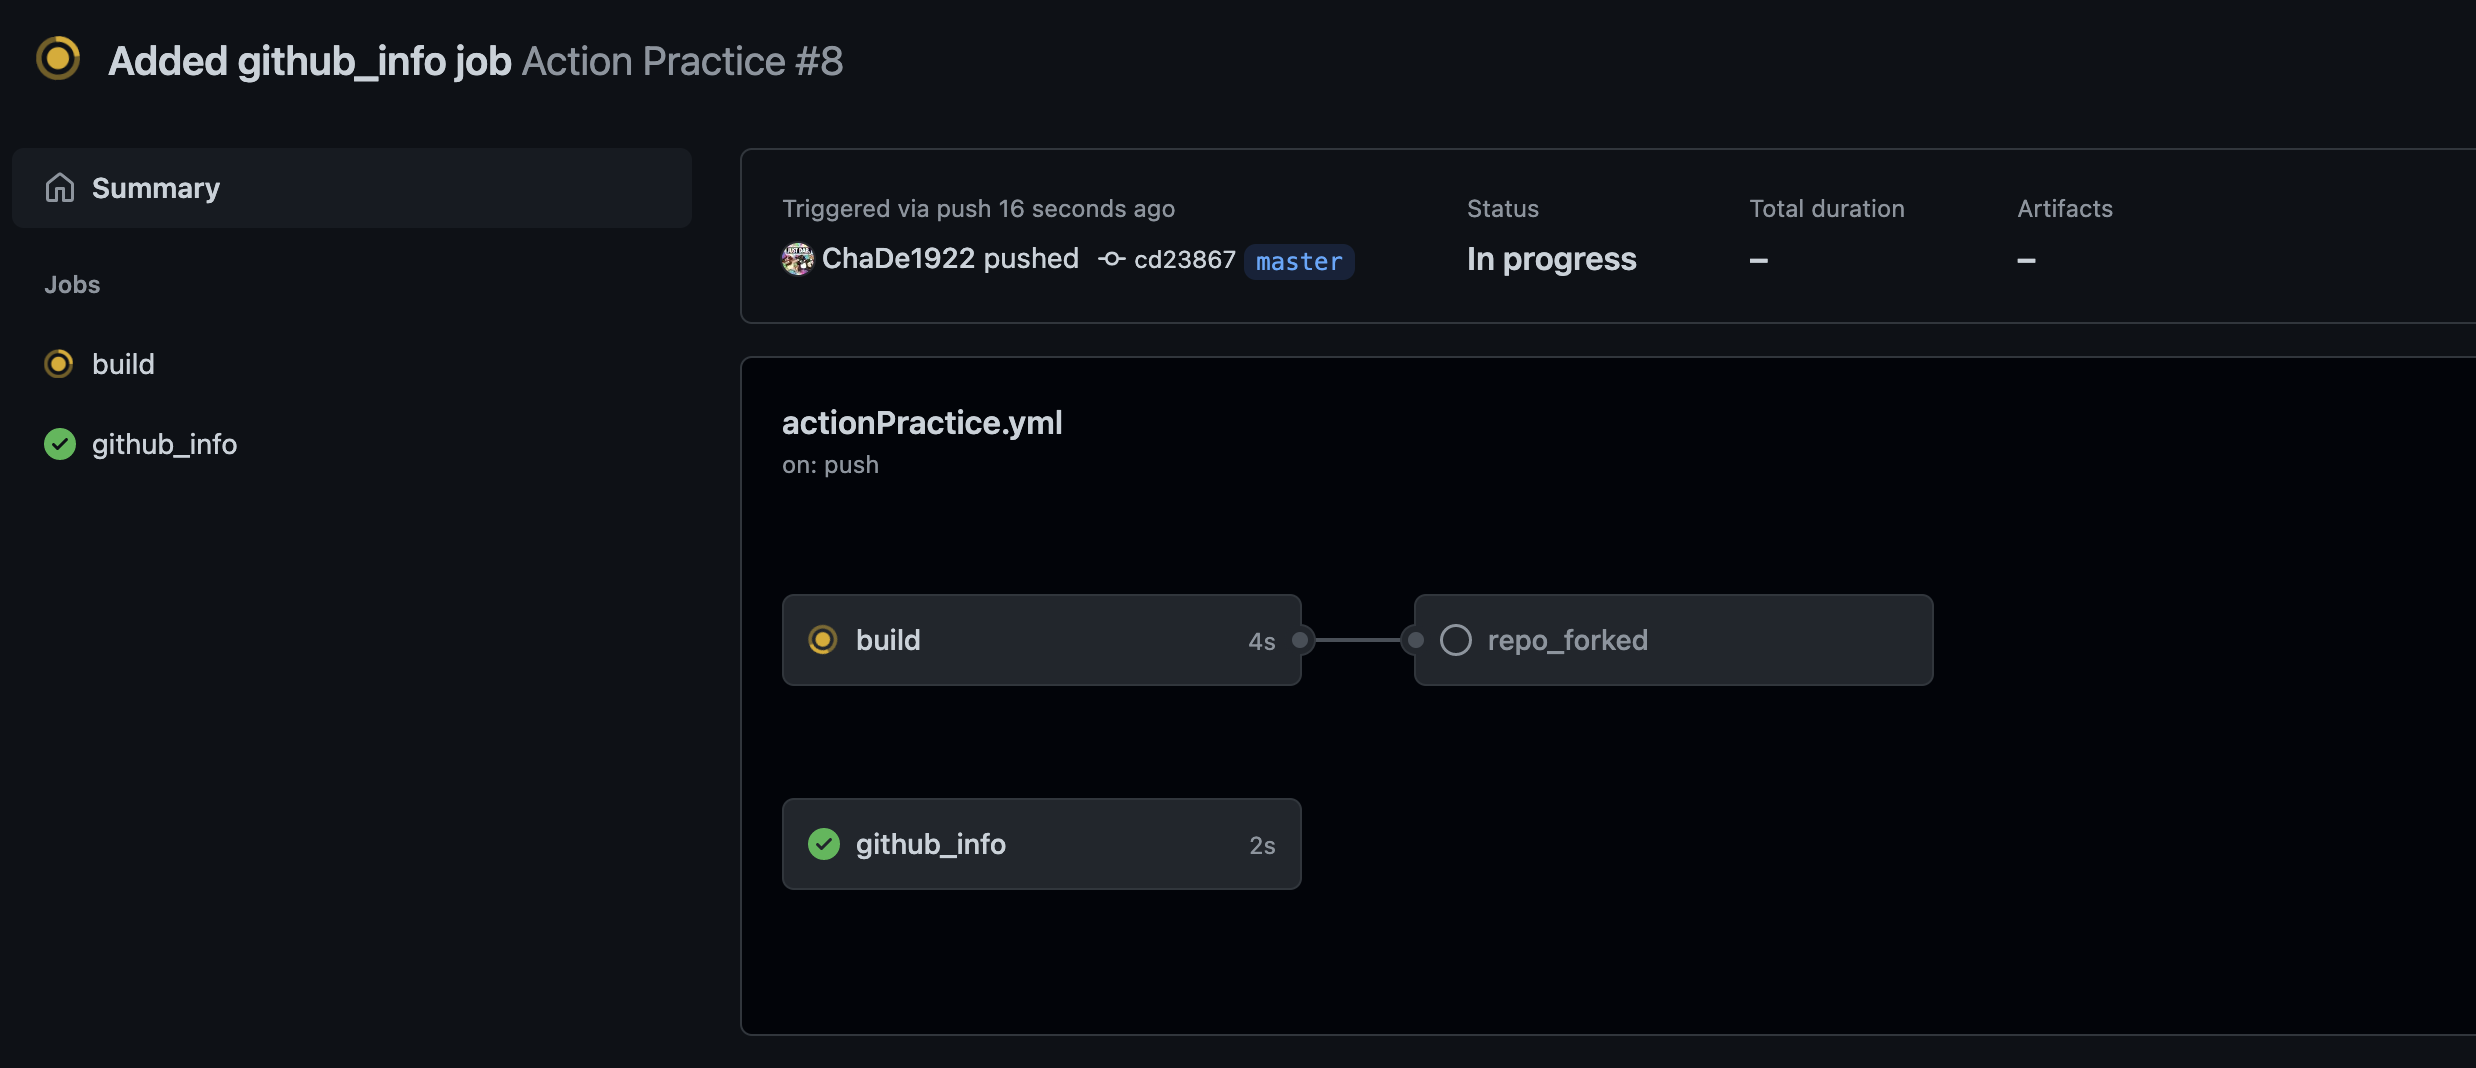 Added github_info job Action Practice #8
Summary
Jobs
build
github_info
Triggered via push 16 seconds ago
ChaDe1922 pushed cd23867 master
Status
In progress
Total duration
–
Artifacts
–
actionPractice.yml
on: push
build 4s
repo_forked
github_info 2s